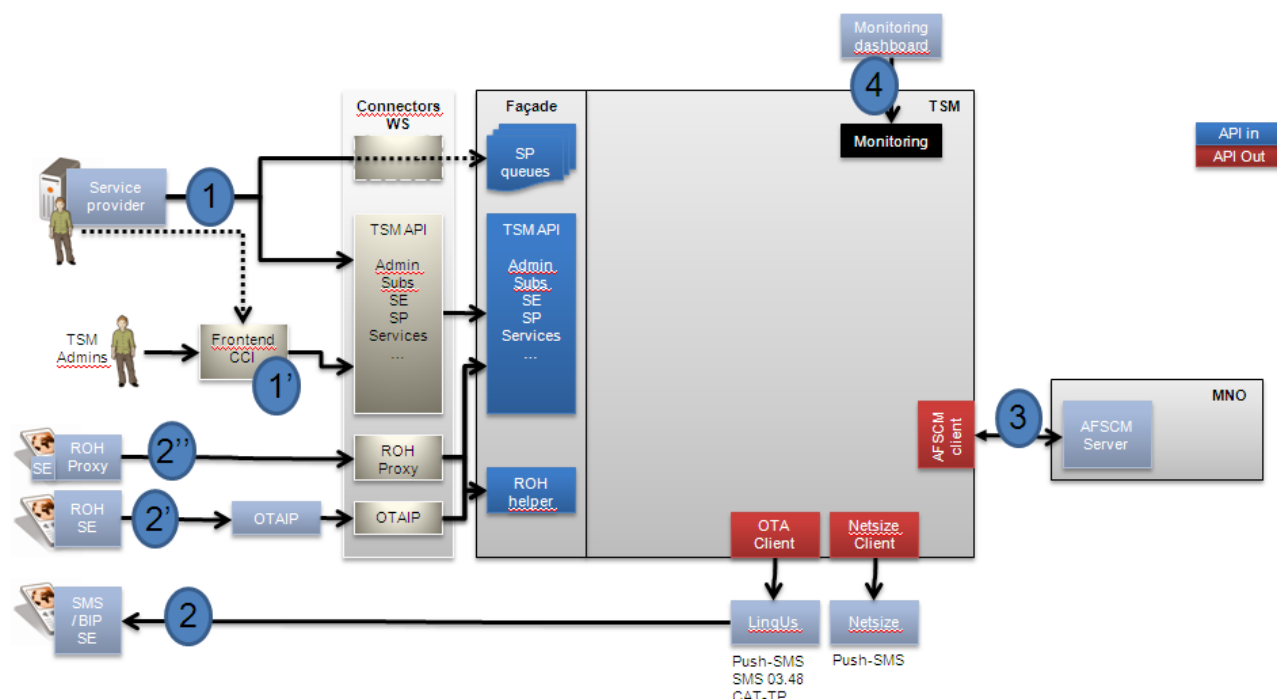 Monitoring
dashboard
4
TSM
Monitoring
API in
API Out
Connectors
WS
Façade
SP
queues
Service
provider
1
TSM API
Admin
Subs
SE
SP
Services
...
TSM API
Admin
Subs
SE
SP
Services
...
TSM
Admins
Frontend
CCI
1'
MNO
AFSCM
client
3
AFSCM
Server
SE
ROH
Proxy
2''
ROH
Proxy
ROH
helper
ROH
SE
2'
OTAIP
OTAIP
OTA
Client
Netsize
Client
SMS
/ BIP
SE
2
LinqUs
Netsize
Push-SMS
SMS 03.48
CAT-TP
Push-SMS